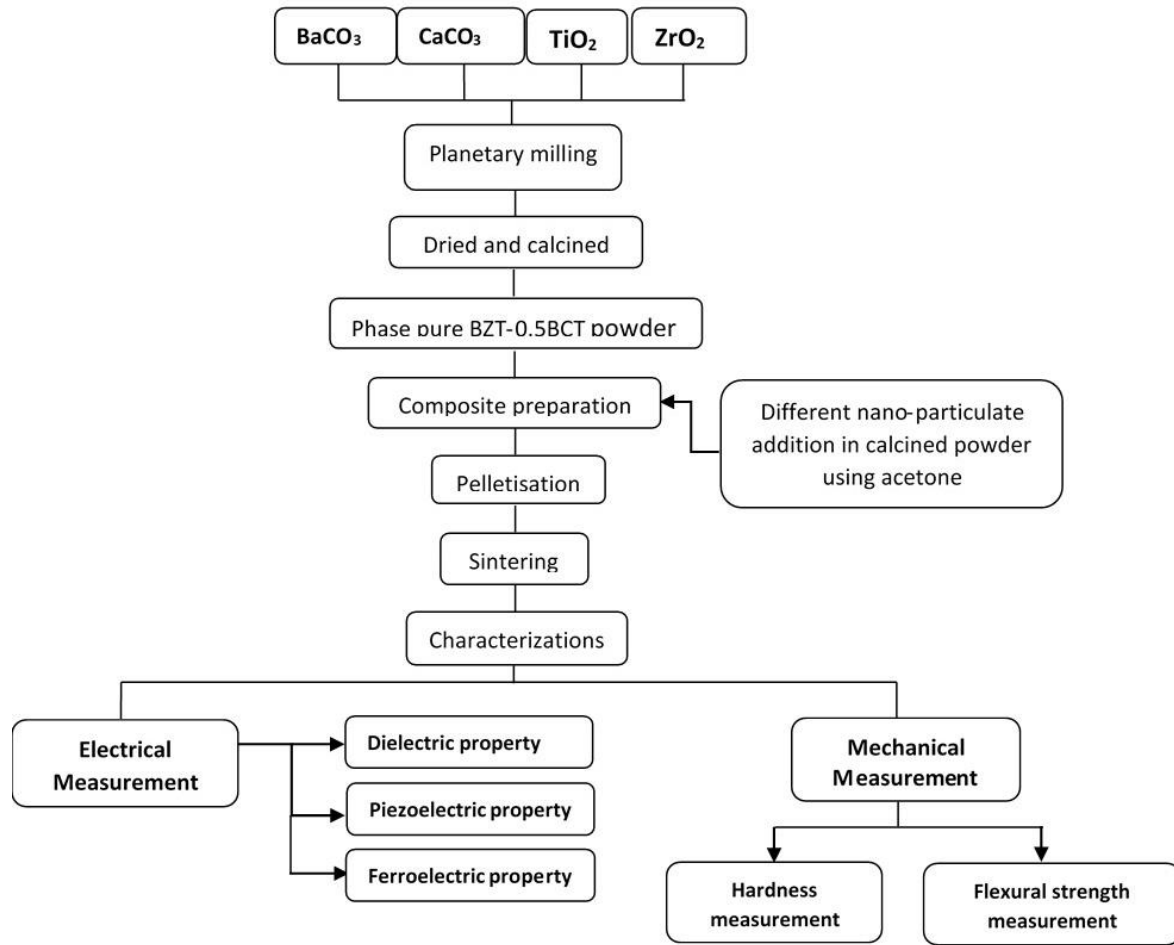 BaCO₃ CaCO₃ TiO₂ ZrO₂
Planetary milling
Dried and calcined
Phase pure BZT-0.5BCT powder
Composite preparation
Different nano-particulate
addition in calcined powder
using acetone
Pelletisation
Sintering
Characterizations
Electrical
Measurement
Dielectric property
Piezoelectric property
Ferroelectric property
Mechanical
Measurement
Hardness
measurement
Flexural strength
measurement